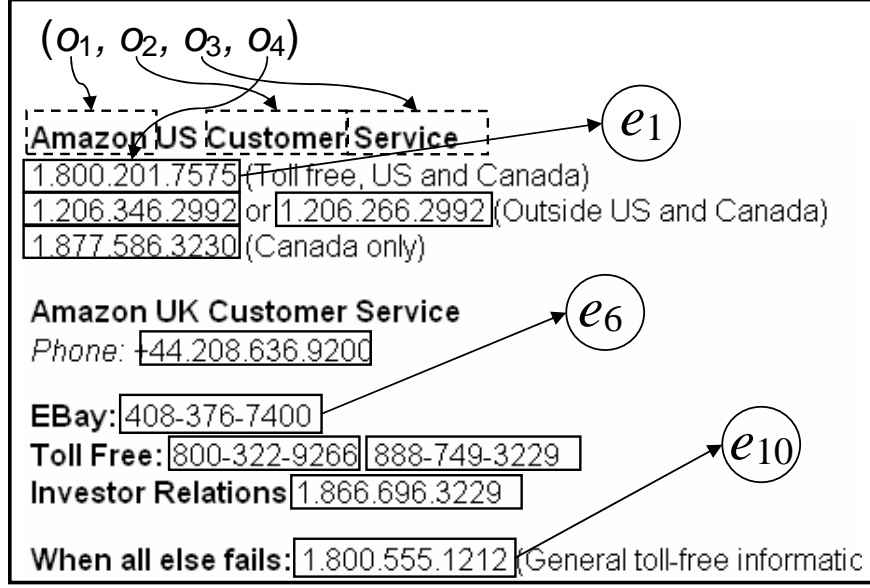 (o1, o2, o3, o4)
Amazon US Customer Service
e1
1.800.201.7575 (Toll free, US and Canada)
1.206.346.2992 or 1.206.266.2992 (Outside US and Canada)
1.877.586.3230 (Canada only)
Amazon UK Customer Service
e6
Phone: +44.208.636.9200
EBay: 408-376-7400
Toll Free: 800-322-9266 888-749-3229
e10
Investor Relations 1.866.696.3229
When all else fails: 1.800.555.1212 (General toll-free informatic